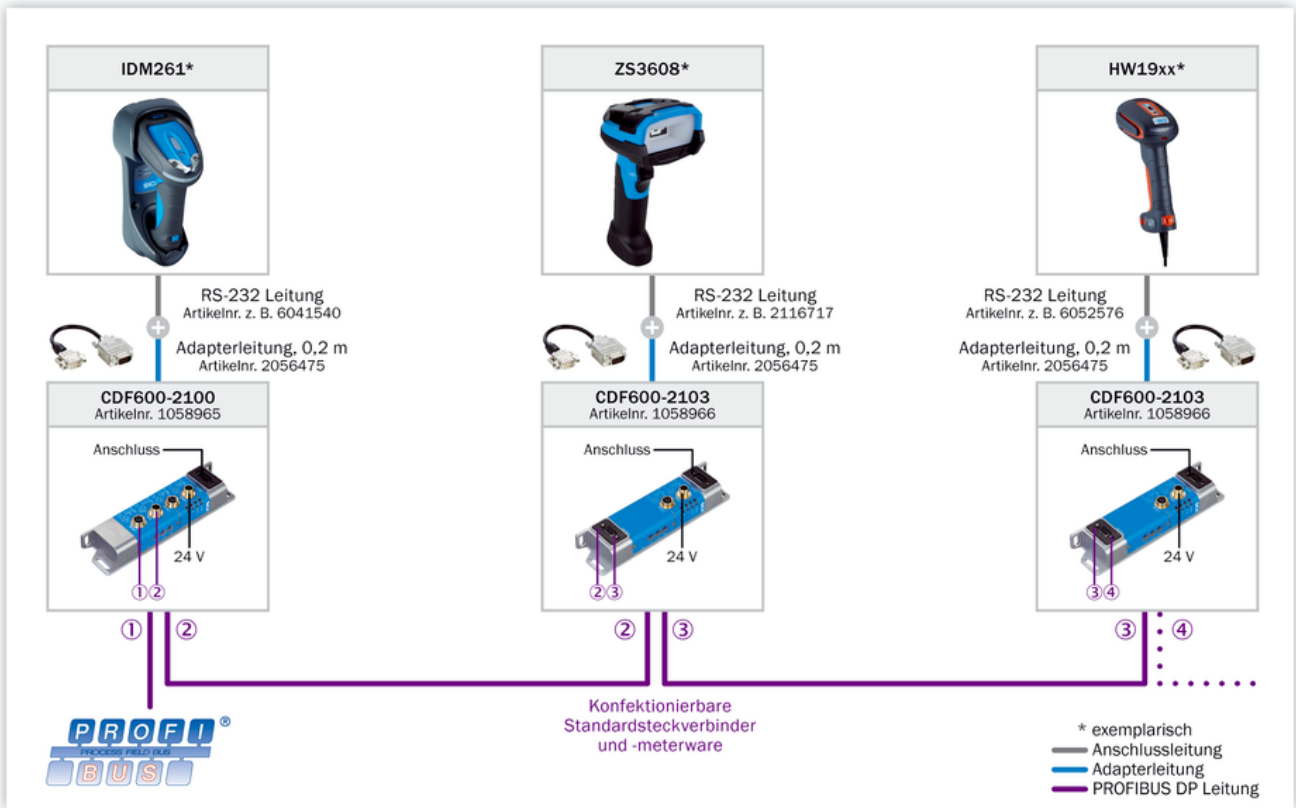 IDM261*
RS-232 Leitung
Artikelnr. z. B. 6041540
Adapterleitung, 0,2 m
Artikelnr. 2056475
CDF600-2100
Artikelnr. 1058965
Anschluss
24 V
①②
① ②
ZS3608*
RS-232 Leitung
Artikelnr. z. B. 2116717
Adapterleitung, 0,2 m
Artikelnr. 2056475
CDF600-2103
Artikelnr. 1058966
Anschluss
24 V
②③
② ③
HW19xx*
RS-232 Leitung
Artikelnr. z. B. 6052576
Adapterleitung, 0,2 m
Artikelnr. 2056475
CDF600-2103
Artikelnr. 1058966
Anschluss
24 V
③④
③ ④
Konfektionierbare
Standardsteckverbinder
und -meterware
PROFI®
PROCESS FIELD BUS
BUS
* exemplarisch
Anschlussleitung
Adapterleitung
PROFIBUS DP Leitung